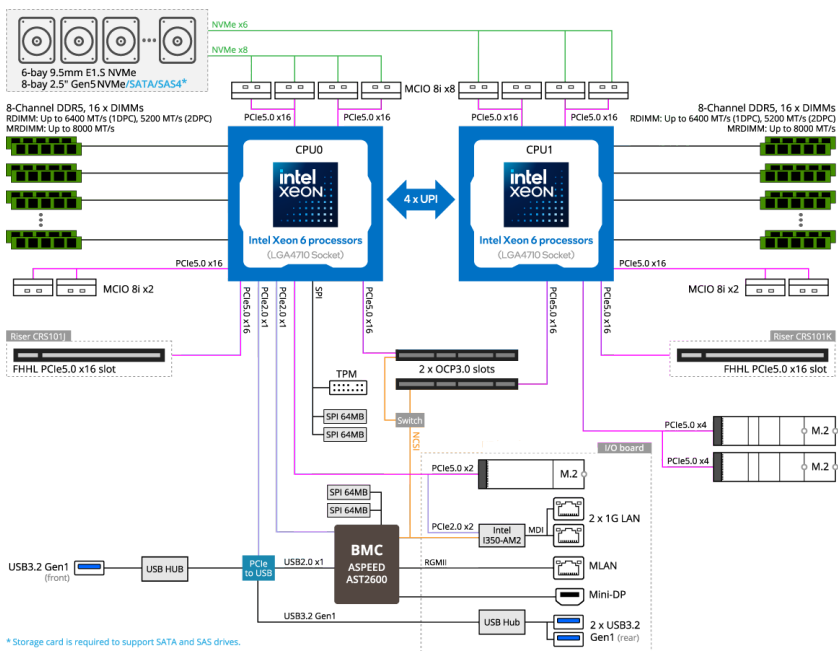 NVMe x6
NVMe x8
6-bay 9.5mm E1.S NVMe
8-bay 2.5" Gen5 NVMe/SATA/SAS4*
MCIO 8i x8
PCIe5.0 x16
PCIe5.0 x16
PCIe5.0 x16
PCIe5.0 x16
8-Channel DDR5, 16 x DIMMs
RDIMM: Up to 6400 MT/s (1DPC), 5200 MT/s (2DPC)
MRDIMM: Up to 8000 MT/s
8-Channel DDR5, 16 x DIMMs
RDIMM: Up to 6400 MT/s (1DPC), 5200 MT/s (2DPC)
MRDIMM: Up to 8000 MT/s
CPU0
intel
xeon
Intel Xeon 6 processors
(LGA4710 Socket)
4 x UPI
CPU1
intel
xeon
Intel Xeon 6 processors
(LGA4710 Socket)
PCIe5.0 x16
MCIO 8i x2
PCIe5.0 x16
MCIO 8i x2
PCIe5.0 x16
PCIe2.0 x1
PCIe2.0 x1
SPI
PCIe5.0 x16
PCIe5.0 x16
PCIe5.0 x16
Riser CRS101J
FHHL PCIe5.0 x16 slot
Riser CRS101K
FHHL PCIe5.0 x16 slot
2 x OCP3.0 slots
TPM
SPI 64MB
SPI 64MB
Switch
NCSI
PCIe5.0 x4
M.2
PCIe5.0 x4
M.2
I/O board
PCIe5.0 x2
M.2
SPI 64MB
SPI 64MB
PCIe2.0 x2
Intel
I350-AM2
MDI
2 x 1G LAN
BMC
ASPEED
AST2600
RGMII
MLAN
Mini-DP
USB3.2 Gen1
(front)
USB HUB
PCIe
to USB
USB2.0 x1
USB3.2 Gen1
USB Hub
2 x USB3.2
Gen1 (rear)
* Storage card is required to support SATA and SAS drives.